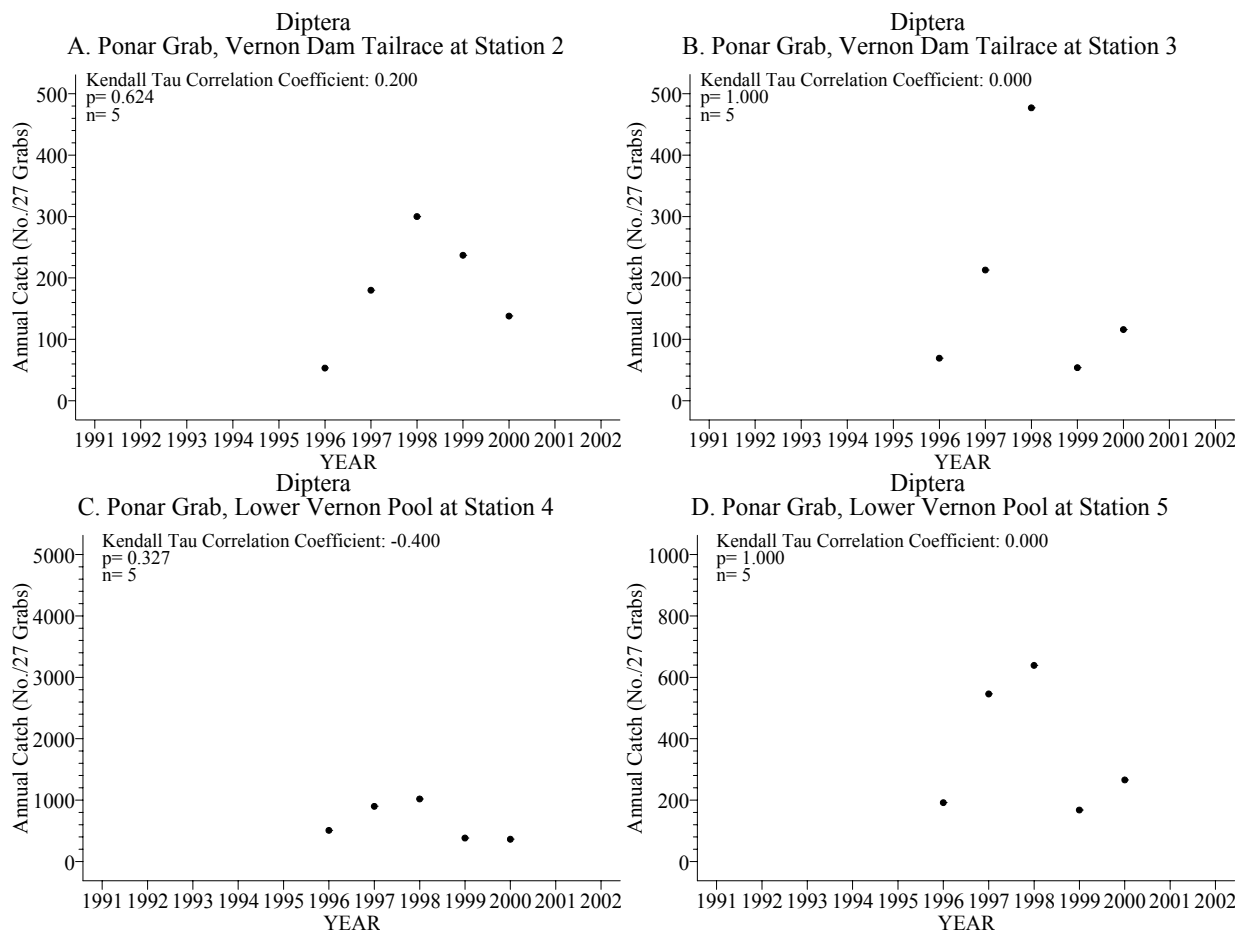 Diptera
A. Ponar Grab, Vernon Dam Tailrace at Station 2
Kendall Tau Correlation Coefficient: 0.200
p= 0.624
n= 5
Annual Catch (No./27 Grabs)
500
400
300
200
100
0
1991 1992 1993 1994 1995 1996 1997 1998 1999 2000 2001 2002
YEAR
Diptera
B. Ponar Grab, Vernon Dam Tailrace at Station 3
Kendall Tau Correlation Coefficient: 0.000
p= 1.000
n= 5
Annual Catch (No./27 Grabs)
500
400
300
200
100
0
1991 1992 1993 1994 1995 1996 1997 1998 1999 2000 2001 2002
YEAR
Diptera
C. Ponar Grab, Lower Vernon Pool at Station 4
Kendall Tau Correlation Coefficient: -0.400
p= 0.327
n= 5
Annual Catch (No./27 Grabs)
5000
4000
3000
2000
1000
0
1991 1992 1993 1994 1995 1996 1997 1998 1999 2000 2001 2002
YEAR
Diptera
D. Ponar Grab, Lower Vernon Pool at Station 5
Kendall Tau Correlation Coefficient: 0.000
p= 1.000
n= 5
Annual Catch (No./27 Grabs)
1000
800
600
400
200
0
1991 1992 1993 1994 1995 1996 1997 1998 1999 2000 2001 2002
YEAR